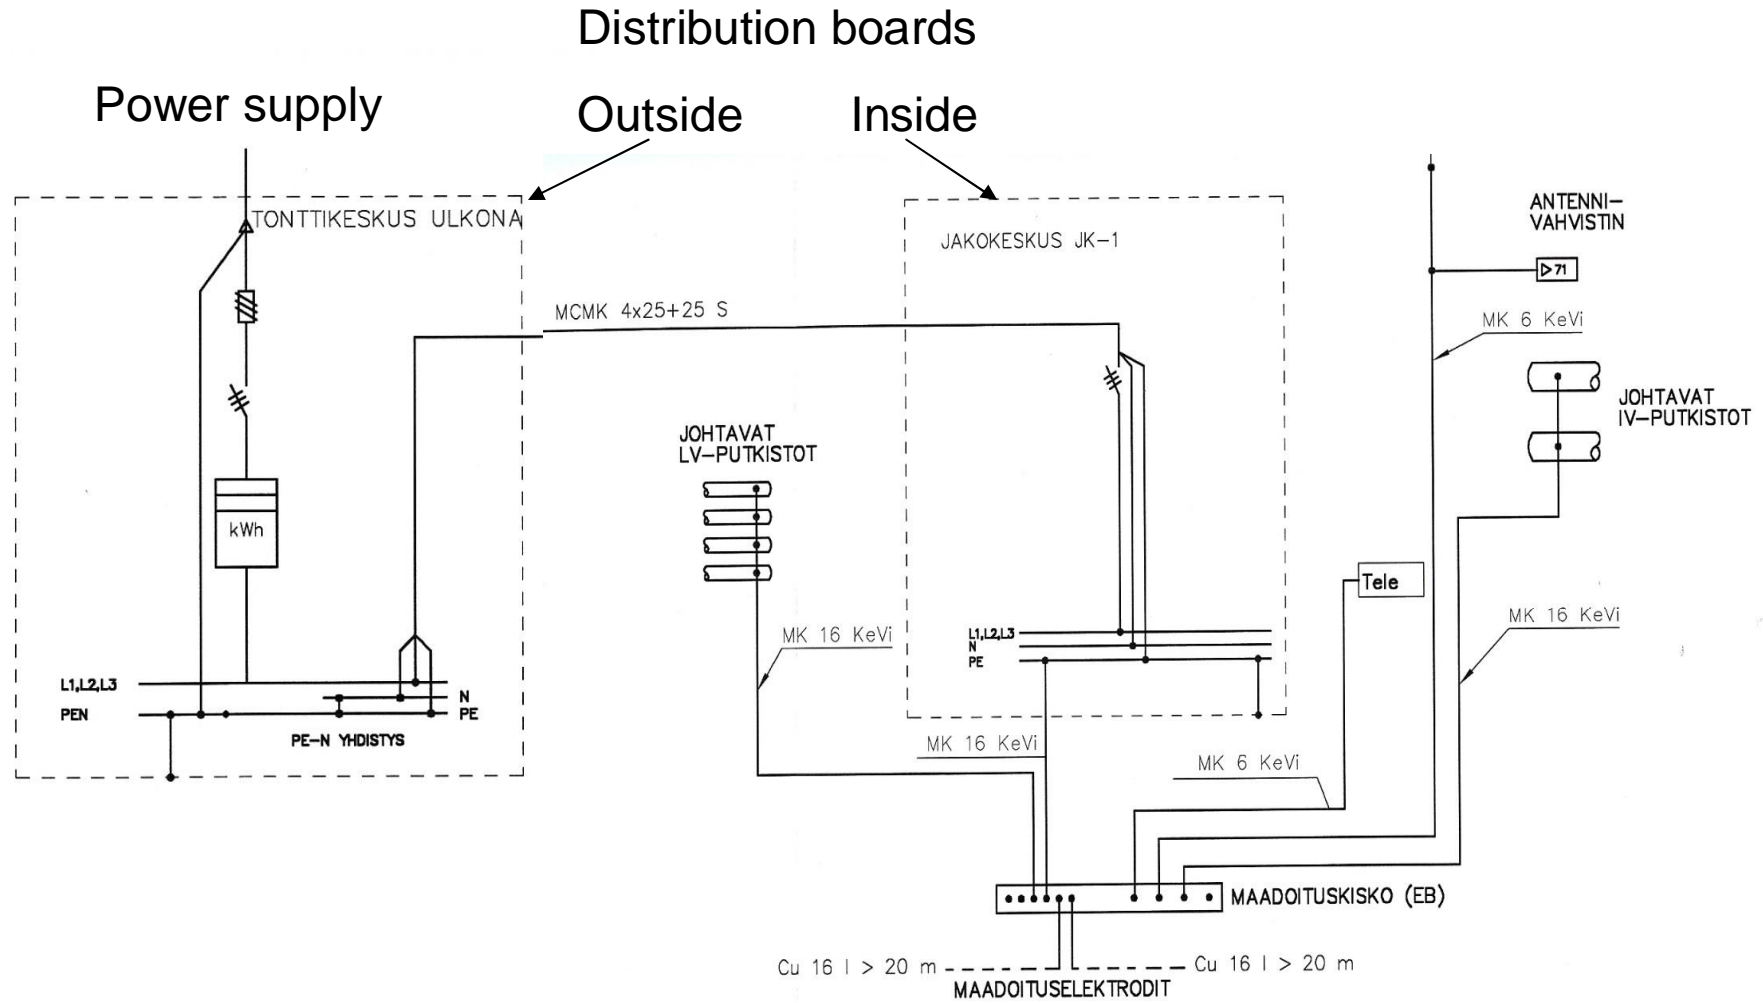 Distribution boards
Power supply
Outside
Inside
TONTTIKESKUS ULKONA
JAKOKESKUS JK-1
ANTENNI-
VAHVISTIN
71
MCMK 4x25+25 S
MK 6 KeVi
JOHTAVAT
IV-PUTKISTOT
JOHTAVAT
LV-PUTKISTOT
kWh
Tele
MK 16 KeVi
MK 16 KeVi
L1,L2,L3
N
PE
L1,L2,L3
PEN
N
PE
PE-N YHDISTYS
MK 16 KeVi
MK 6 KeVi
MAADOITUSKISKO (EB)
Cu 16 l > 20 m
Cu 16 l > 20 m
MAADOITUSELEKTRODIT